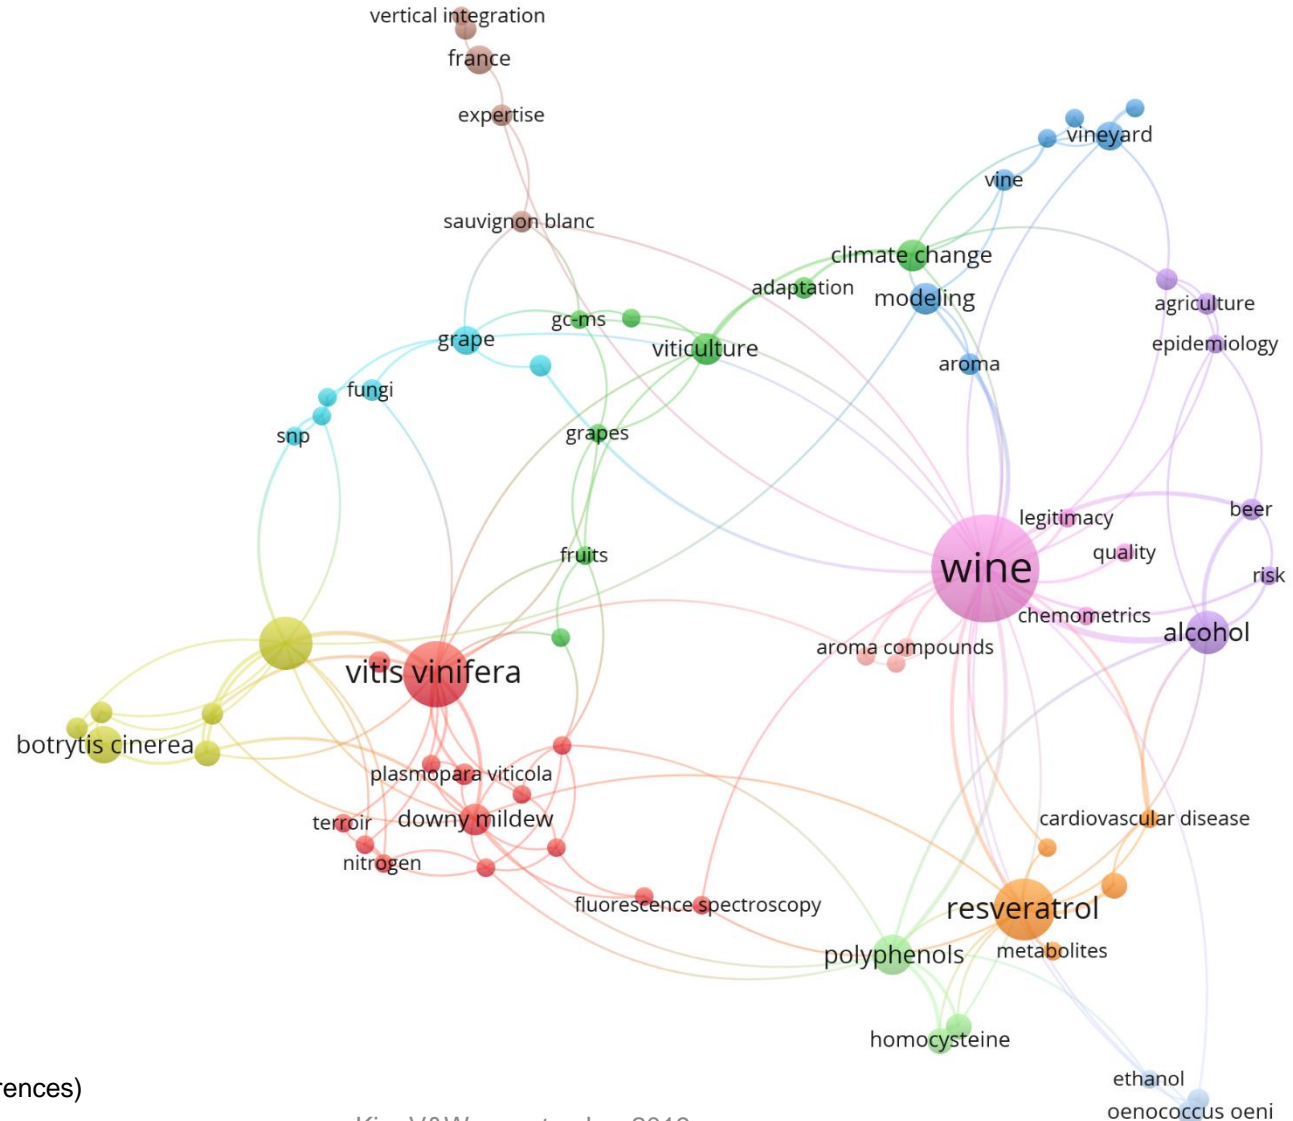 vertical integration
france
expertise
vineyard
vine
sauvignon blanc
climate change
adaptation
modeling
agriculture
gc-ms
grape
viticulture
epidemiology
aroma
fungi
snp
grapes
beer
legitimacy
quality
fruits
wine
risk
chemometrics
alcohol
aroma compounds
vitis vinifera
botrytis cinerea
plasmopara viticola
terroir
downy mildew
cardiovascular disease
nitrogen
fluorescence spectroscopy
resveratrol
polyphenols
metabolites
homocysteine
ethanol
rences)
oenococcus oeni